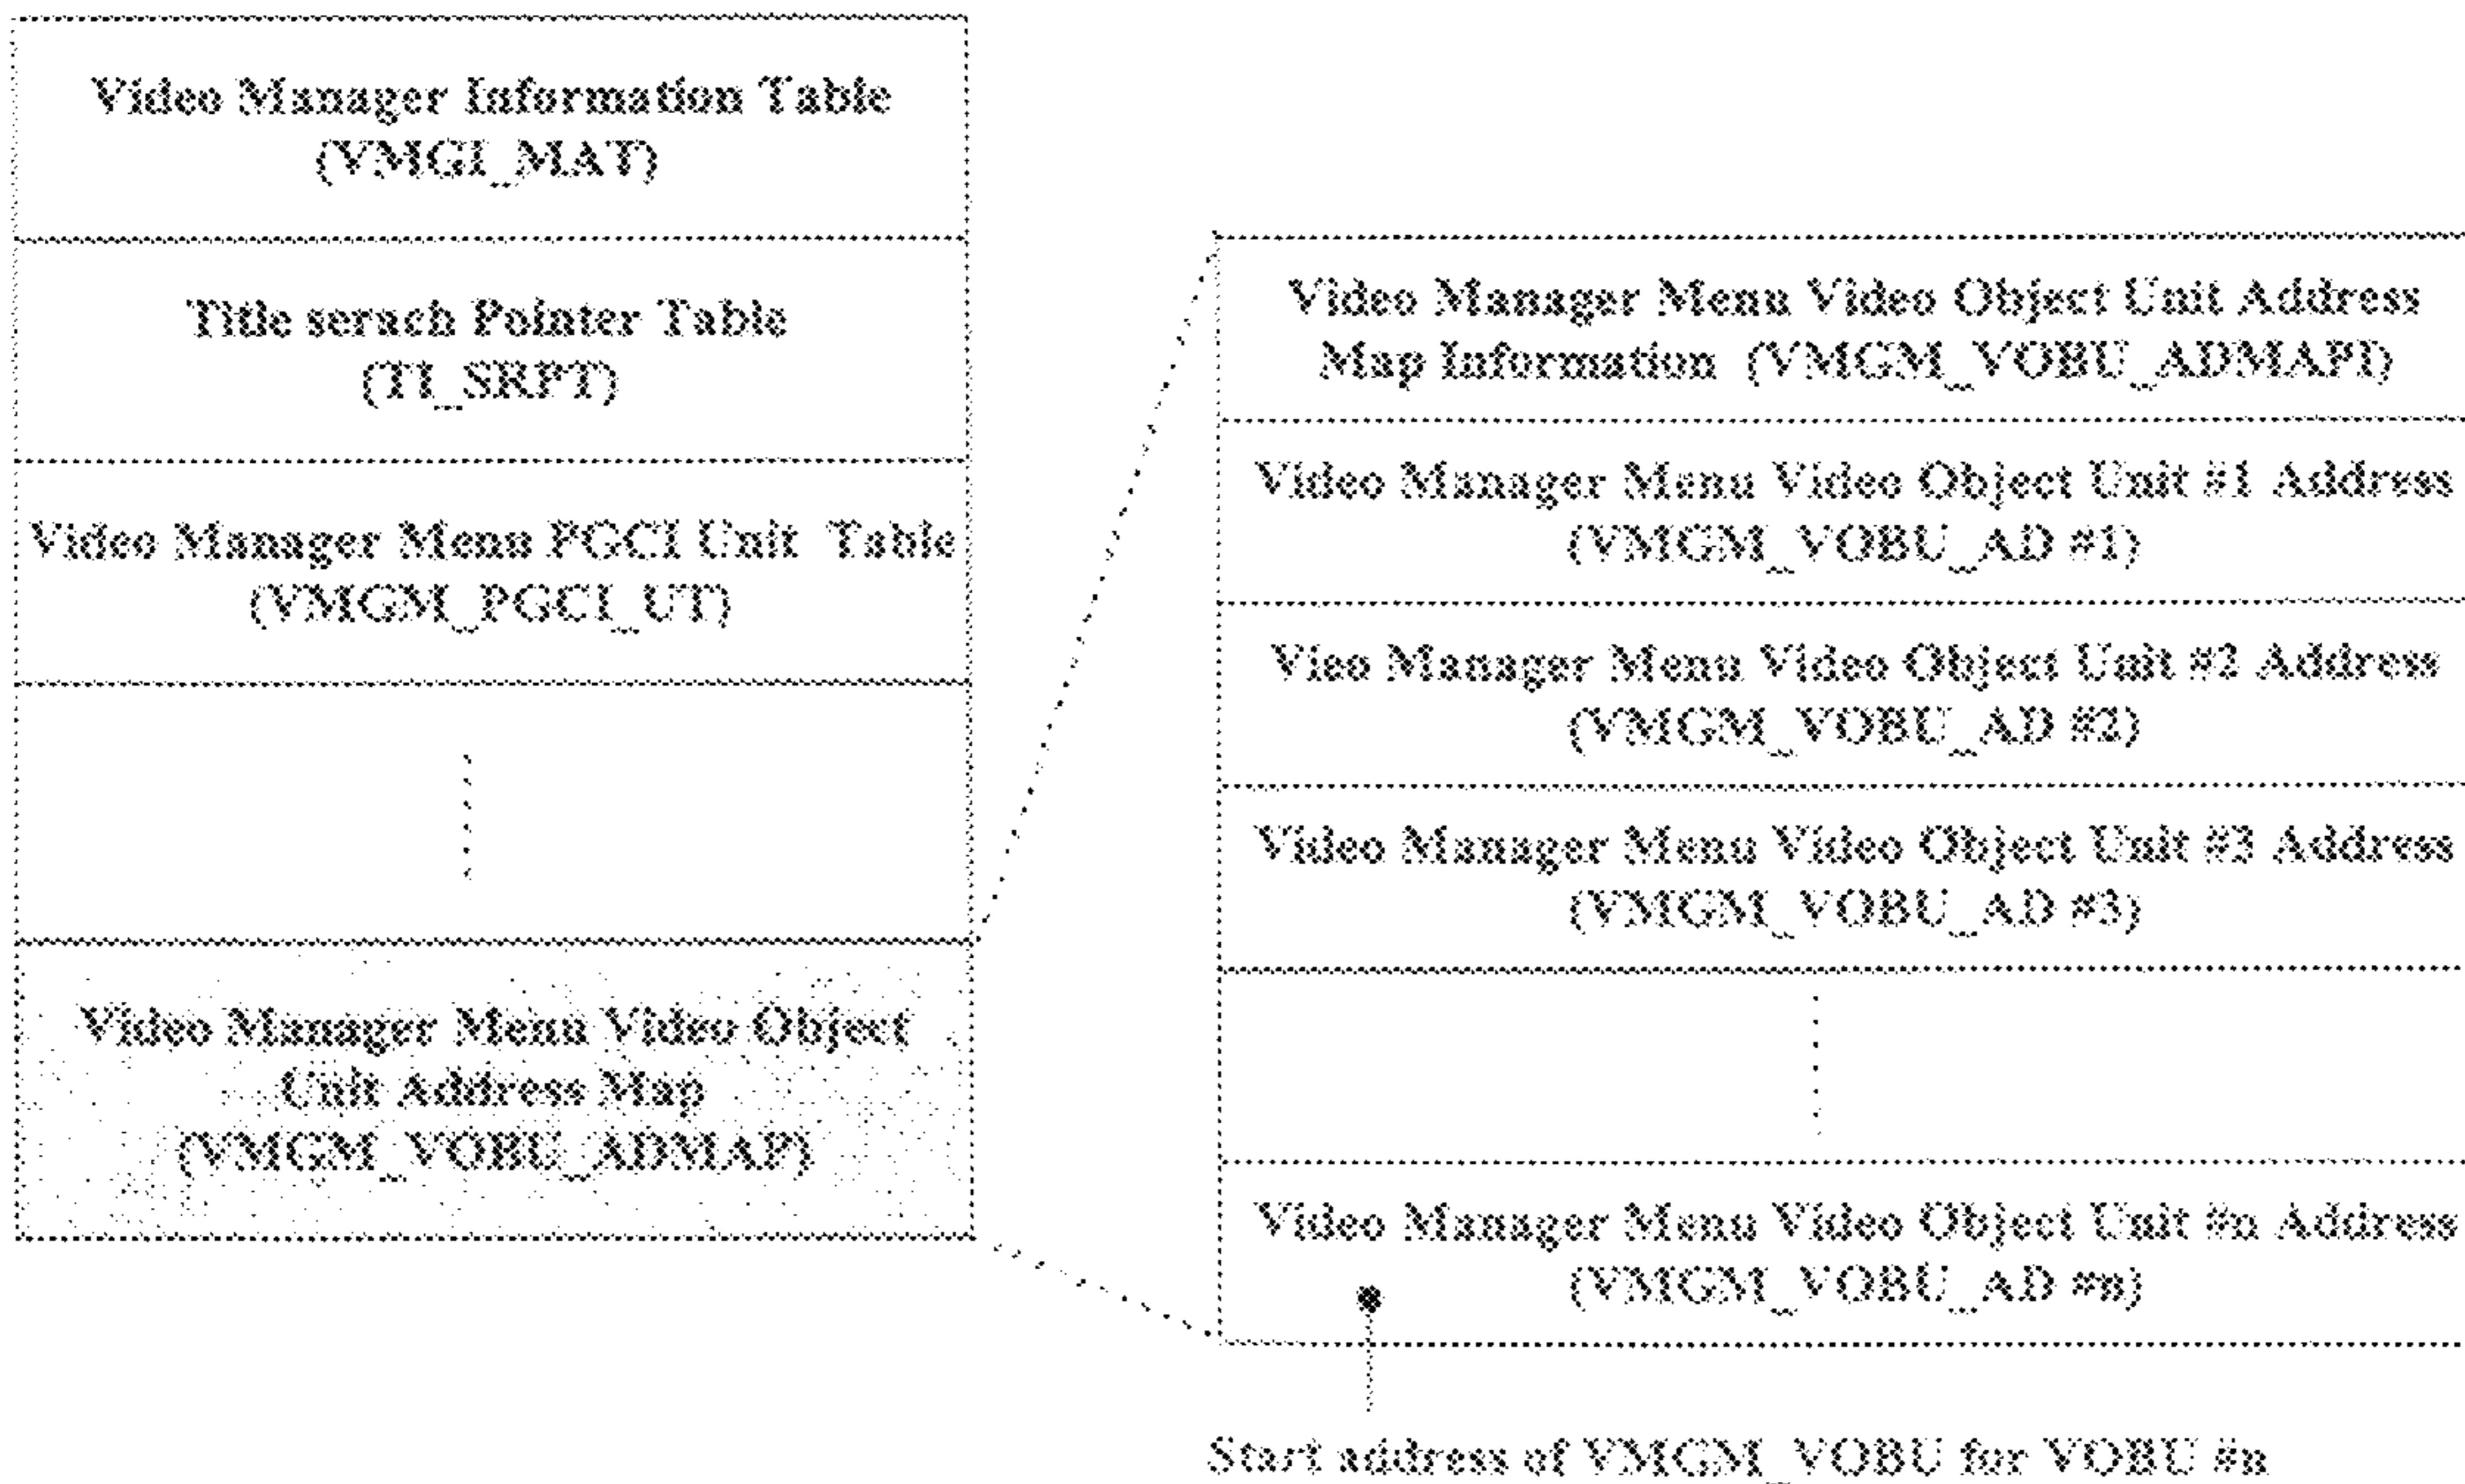 Video Manager Information Table
(VMGI_MAT)
Title serach Pointer Table
(TT_SRPT)
Video Manager Menu PGCI Unit Table
(VMGM_PGCI_UT)
Video Manager Menu Video Object
Unit Address Map
(VMGM_VOBU_ADMAP)
Video Manager Menu Video Object Unit Address
Map Information (VMGM_VOBU_ADMAPI)
Video Manager Menu Video Object Unit #1 Address
(VMGM_VOBU_AD #1)
Vieo Manager Menu Video Object Unit #2 Address
(VMGM_VOBU_AD #2)
Video Manager Menu Video Object Unit #3 Address
(VMGM_VOBU_AD #3)
Video Manager Menu Video Object Unit #n Address
(VMGM_VOBU_AD #n)
Start address of VMGM_VOBU for VOBU #n